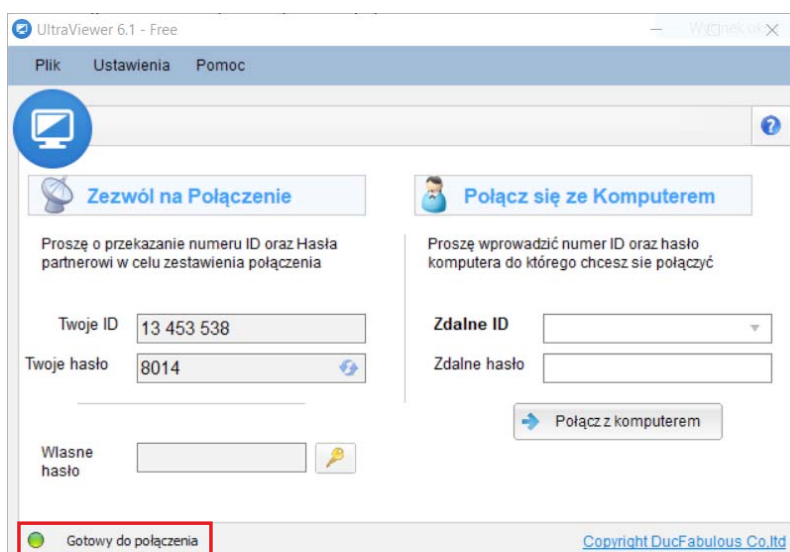 UltraViewer 6.1 - Free
Plik Ustawienia Pomoc
Zezwól na Połączenie
Proszę o przekazanie numeru ID oraz Hasła
partnerowi w celu zestawienia połączenia
Twoje ID 13 453 538
Twoje hasło 8014
Wlasne
hasło
Gotowy do połączenia
Połącz się ze Komputerem
Proszę wprowadzić numer ID oraz hasło
komputera do którego chcesz sie połączyć
Zdalne ID
Zdalne hasło
Połącz z komputerem
Copyright DucFabulous Co,ltd